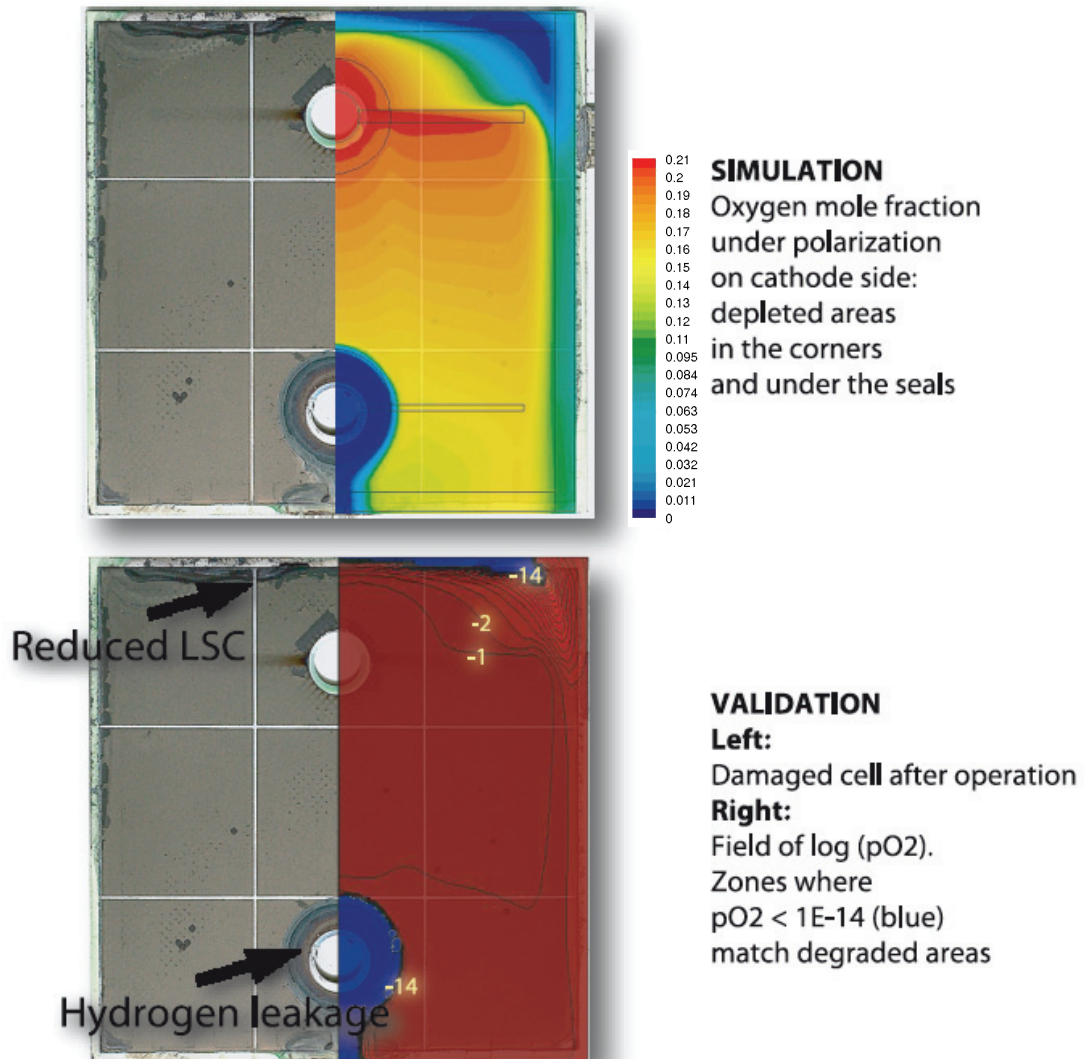 0.21
0.2
0.19
0.18
0.17
0.16
0.15
0.14
0.13
0.12
0.11
0.095
0.084
0.074
0.063
0.053
0.042
0.032
0.021
0.011
0
SIMULATION
Oxygen mole fraction
under polarization
on cathode side:
depleted areas
in the corners
and under the seals
-14
-2
-1
Reduced LSC
-14
Hydrogen leakage
VALIDATION
Left:
Damaged cell after operation
Right:
Field of log (pO2).
Zones where
pO2 < 1E-14 (blue)
match degraded areas